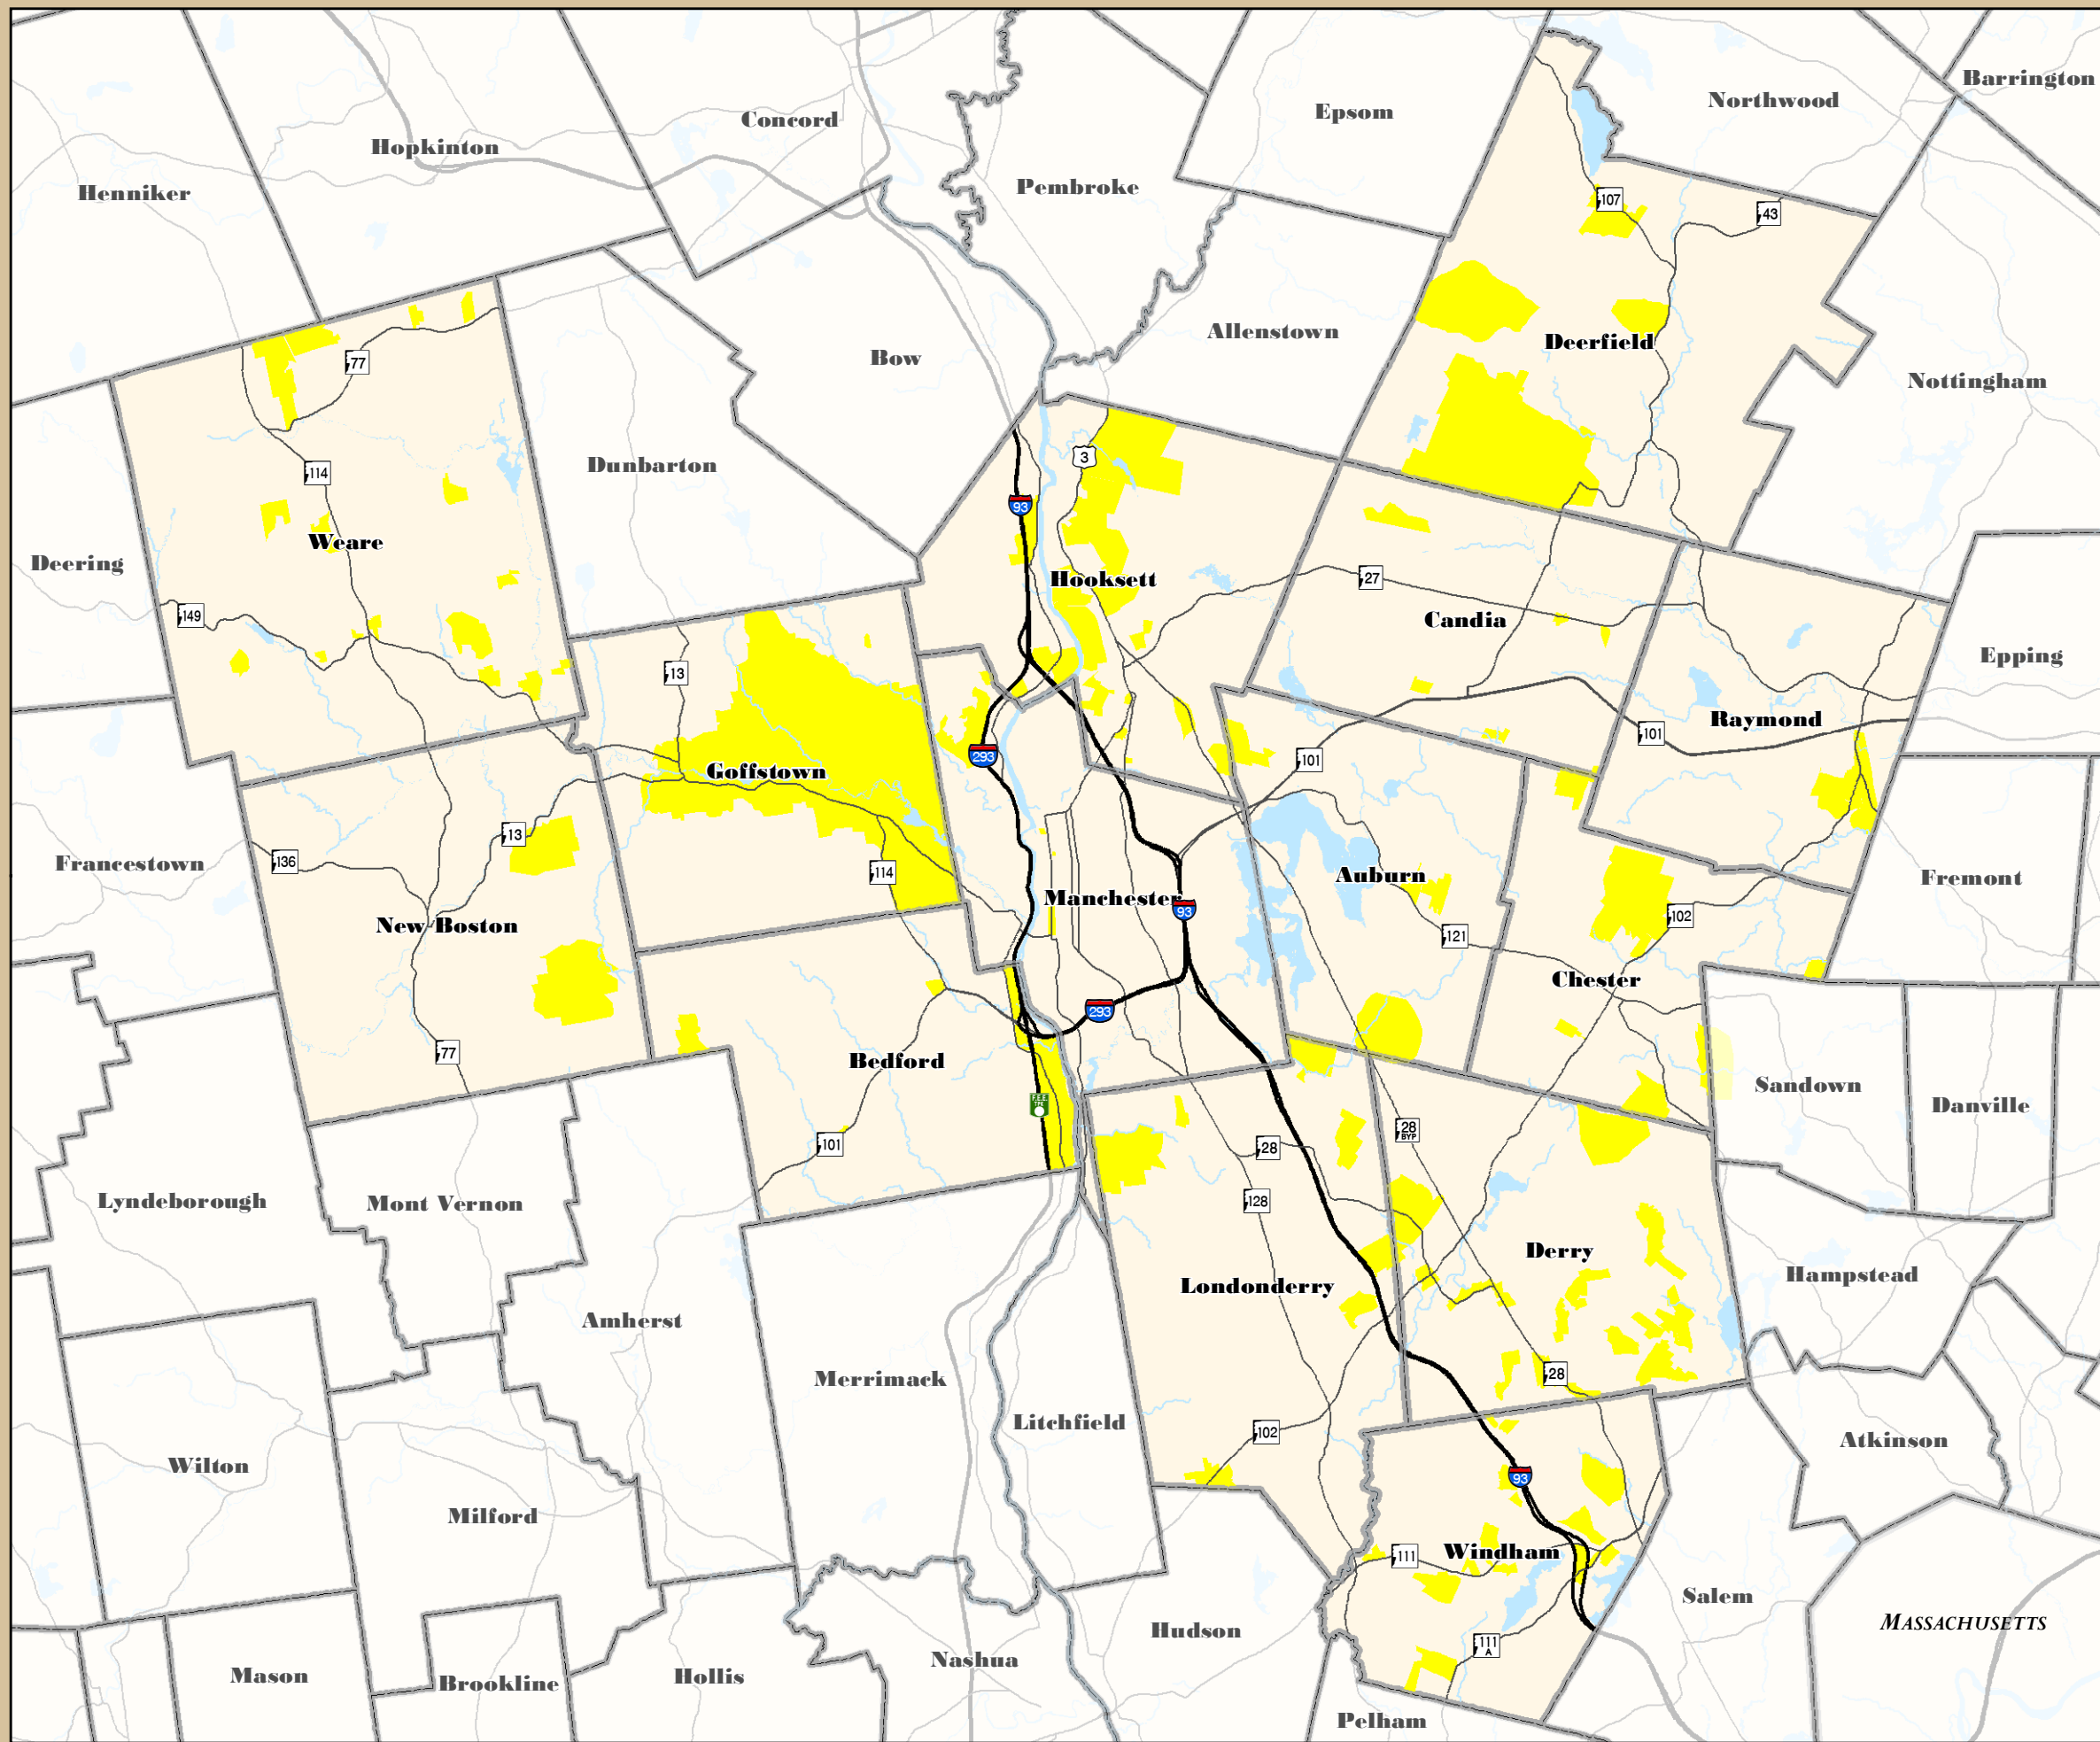 Barrington
Northwood
Epsom
Concord
Hopkinton
Pembroke
Henniker
107
43
Allenstown
Deerfield
Bow
77
Nottingham
3
Dunbarton
114
93
Weare
Deering
Hooksett
27
149
Candia
Epping
13
Raymond
101
293
101
Goffstown
13
136
Francestown
114
Auburn
Fremont
Manchester
93
102
New Boston
121
Chester
293
77
Bedford
Sandown
Danville
F.E.E.
TPK
28
BYP
101
28
Lyndeborough
Mont Vernon
128
Derry
Hampstead
Londonderry
Amherst
Merrimack
28
Litchfield
102
Atkinson
Wilton
93
Milford
Windham
111
Salem
MASSACHUSETTS
Hudson
111
A
Nashua
Mason
Hollis
Brookline
Pelham